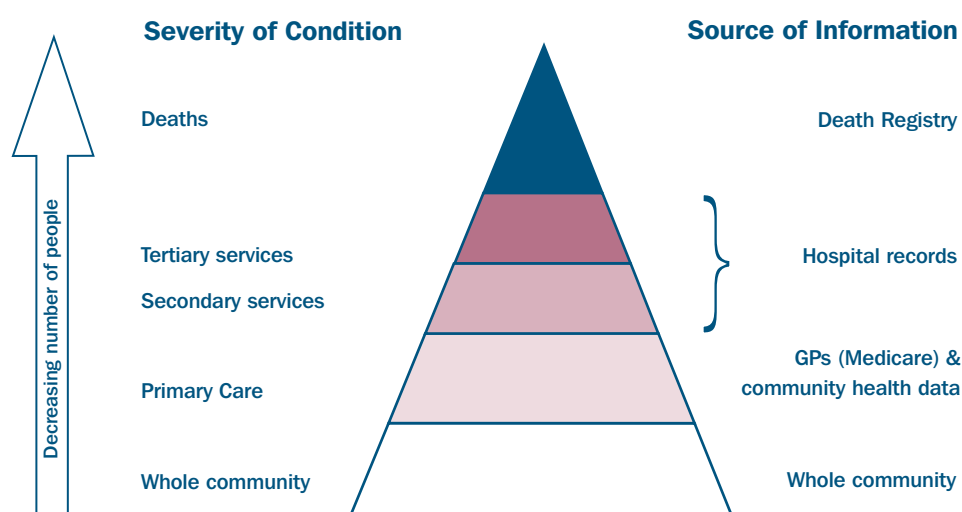 Severity of Condition
Source of Information
Deaths
Death Registry
Decreasing number of people
Tertiary services
Hospital records
Secondary services
GPs (Medicare) &
community health data
Primary Care
Whole community
Whole community